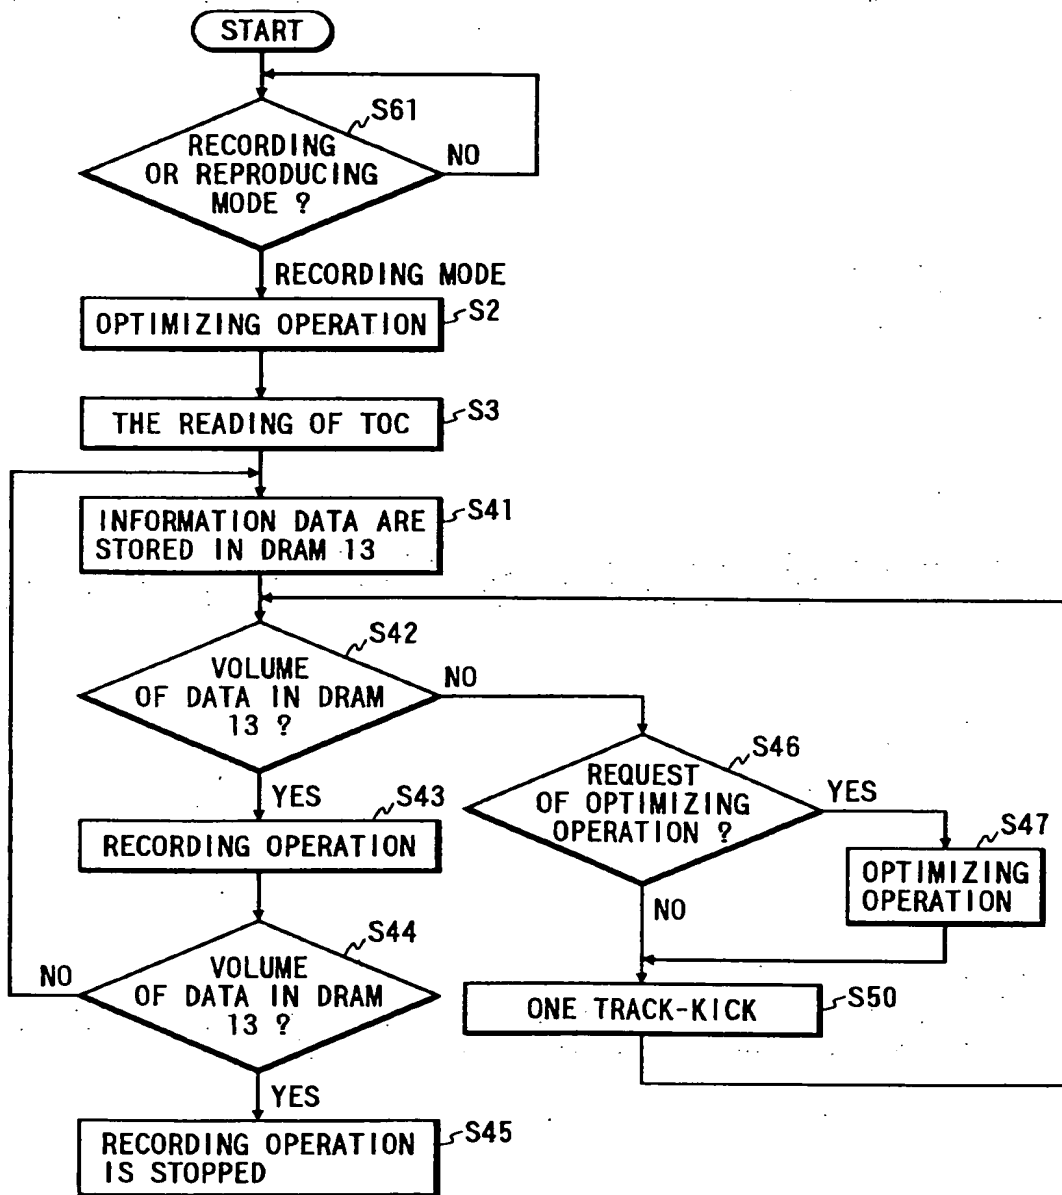 START
S61
RECORDING
OR REPRODUCING
MODE ?
NO
RECORDING MODE
OPTIMIZING OPERATION
S2
THE READING OF TOC
S3
INFORMATION DATA ARE
STORED IN DRAM 13
S41
S42
VOLUME
OF DATA IN DRAM
13 ?
NO
YES
S46
REQUEST
OF OPTIMIZING
OPERATION ?
YES
NO
S43
RECORDING OPERATION
S47
OPTIMIZING
OPERATION
S44
VOLUME
OF DATA IN DRAM
13 ?
NO
YES
ONE TRACK-KICK
S50
RECORDING OPERATION
IS STOPPED
S45